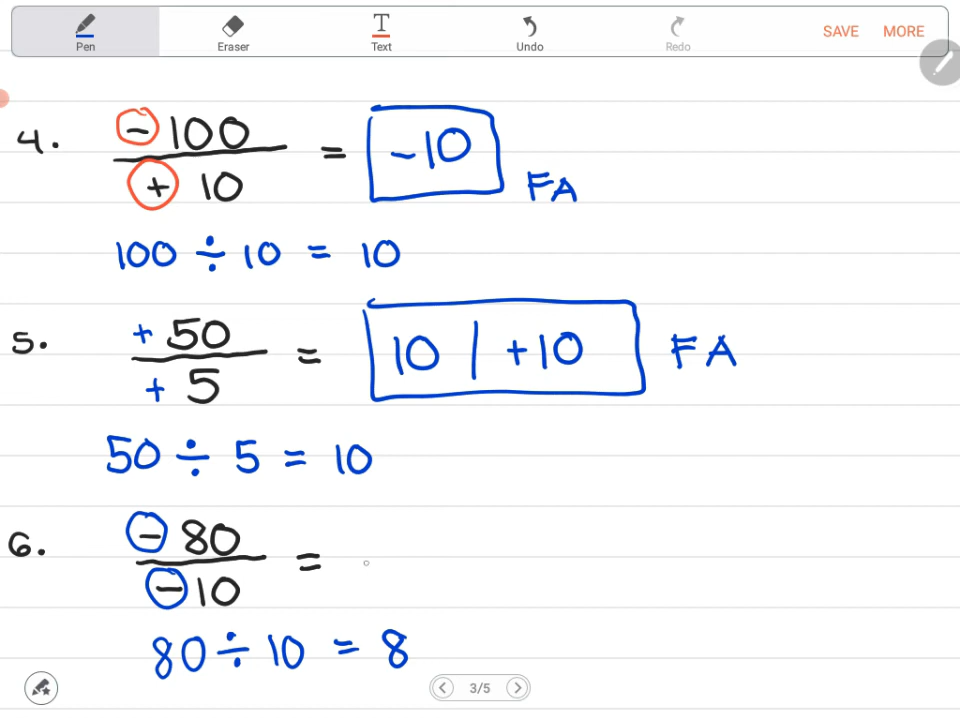 Pen Eraser Text Undo Redo SAVE MORE
4. -100/+10 = -10 FA
100 ÷ 10 = 10
5. +50/+5 = 10 | +10 FA
50 ÷ 5 = 10
6. -80/-10 =
80 ÷ 10 = 8
3/5